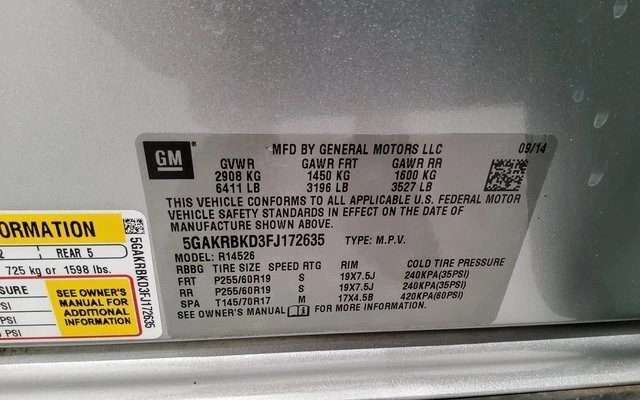 GM
MFD BY GENERAL MOTORS LLC 09/14
GVWR GAWR FRT GAWR RR
2908 KG 1450 KG 1600 KG
6411 LB 3196 LB 3527 LB
THIS VEHICLE CONFORMS TO ALL APPLICABLE U.S. FEDERAL MOTOR
VEHICLE SAFETY STANDARDS IN EFFECT ON THE DATE OF
MANUFACTURE SHOWN ABOVE.
5GAKRBKD3FJ172635 TYPE: M.P.V.
MODEL: R14526
RBBG TIRE SIZE SPEED RTG RIM COLD TIRE PRESSURE
FRT P255/60R19 S 19X7.5J 240KPA(35PSI)
RR P255/60R19 S 19X7.5J 240KPA(35PSI)
SPA T145/70R17 M 17X4.5B 420KPA(60PSI)
SEE OWNER'S MANUAL FOR MORE INFORMATION.
ORMATION
2 REAR 5
725 kg or 1598 lbs.
SURE
PSI
PSI
PSI
SEE OWNER'S
MANUAL FOR
ADDITIONAL
INFORMATION
5GAKRBKD3FJ172635